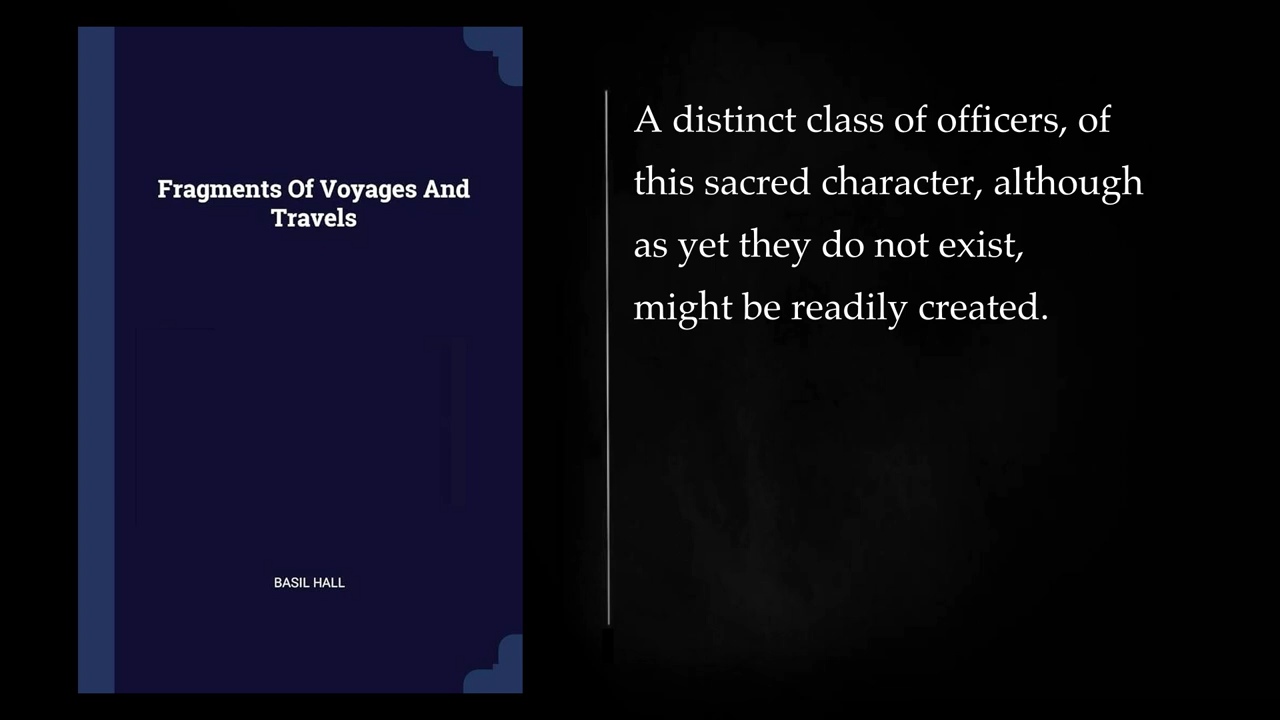 Fragments Of Voyages And
Travels
BASIL HALL
A distinct class of officers, of
this sacred character, although
as yet they do not exist,
might be readily created.